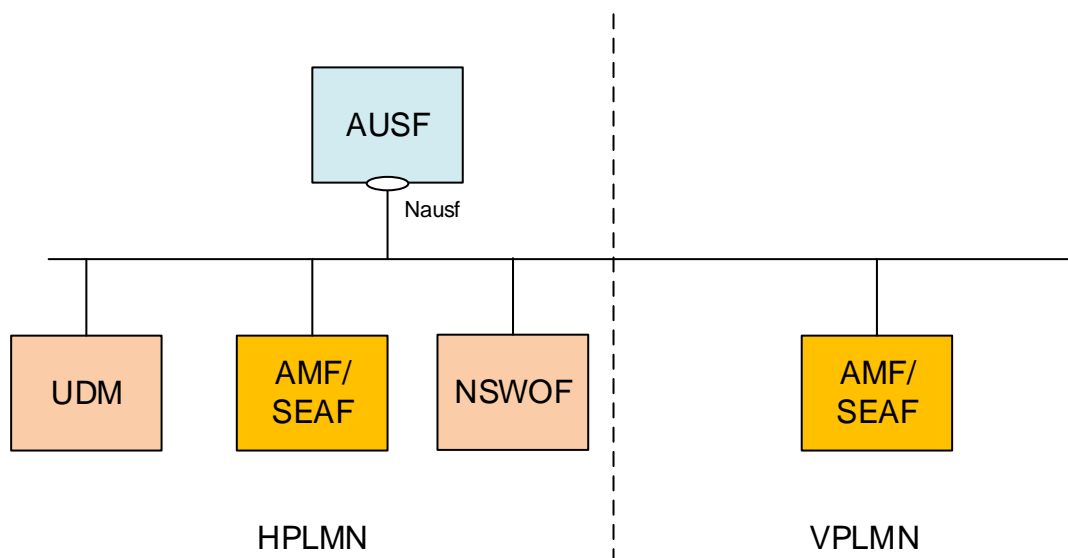 AUSF
Nausf
UDM
AMF/
SEAF
NSWOF
AMF/
SEAF
HPLMN
VPLMN